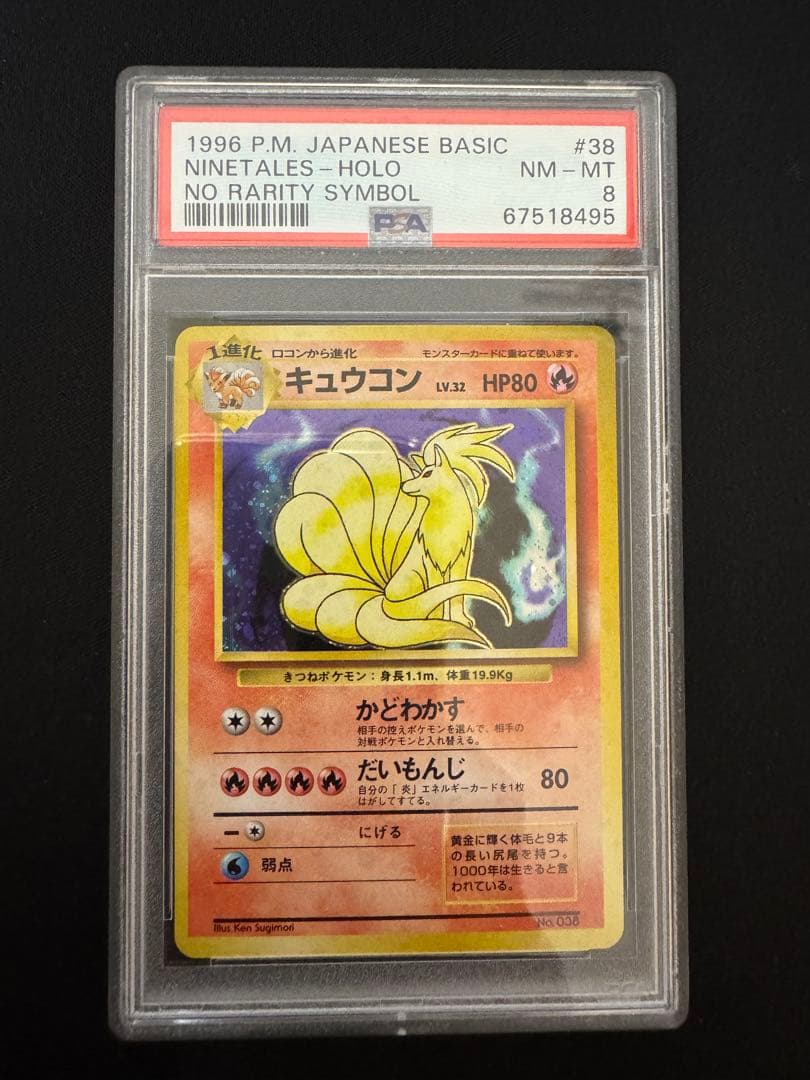 1996 P.M. JAPANESE BASIC #38
NINETALES - HOLO NM - MT
NO RARITY SYMBOL 8
PSA 67518495
1進化 ロコンから進化 モンスターカードに重ねて使います。
キュウコン LV.32 HP80
きつねポケモン：身長1.1m、体重19.9Kg
かどわかす
相手の控えポケモンを選んで、相手の
対戦ポケモンと入れ替える。
だいもんじ 80
自分の「炎」エネルギーカードを1枚
はがしてすてる。
にげる
弱点
黄金に輝く体毛と9本
の長い尻尾を持つ。
1000年は生きると言
われている。
Illus Ken Sugimori No. 038